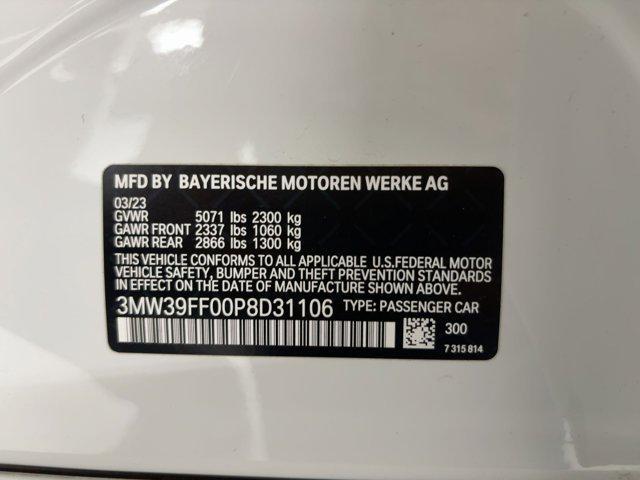 MFD BY BAYERISCHE MOTOREN WERKE AG
03/23
GVWR 5071 lbs 2300 kg
GAWR FRONT 2337 lbs 1060 kg
GAWR REAR 2866 lbs 1300 kg
THIS VEHICLE CONFORMS TO ALL APPLICABLE U.S.FEDERAL MOTOR
VEHICLE SAFETY, BUMPER AND THEFT PREVENTION STANDARDS
IN EFFECT ON THE DATE OF MANUFACTURE SHOWN ABOVE.
3MW39FF00P8D31106 TYPE: PASSENGER CAR
300
7 315 814